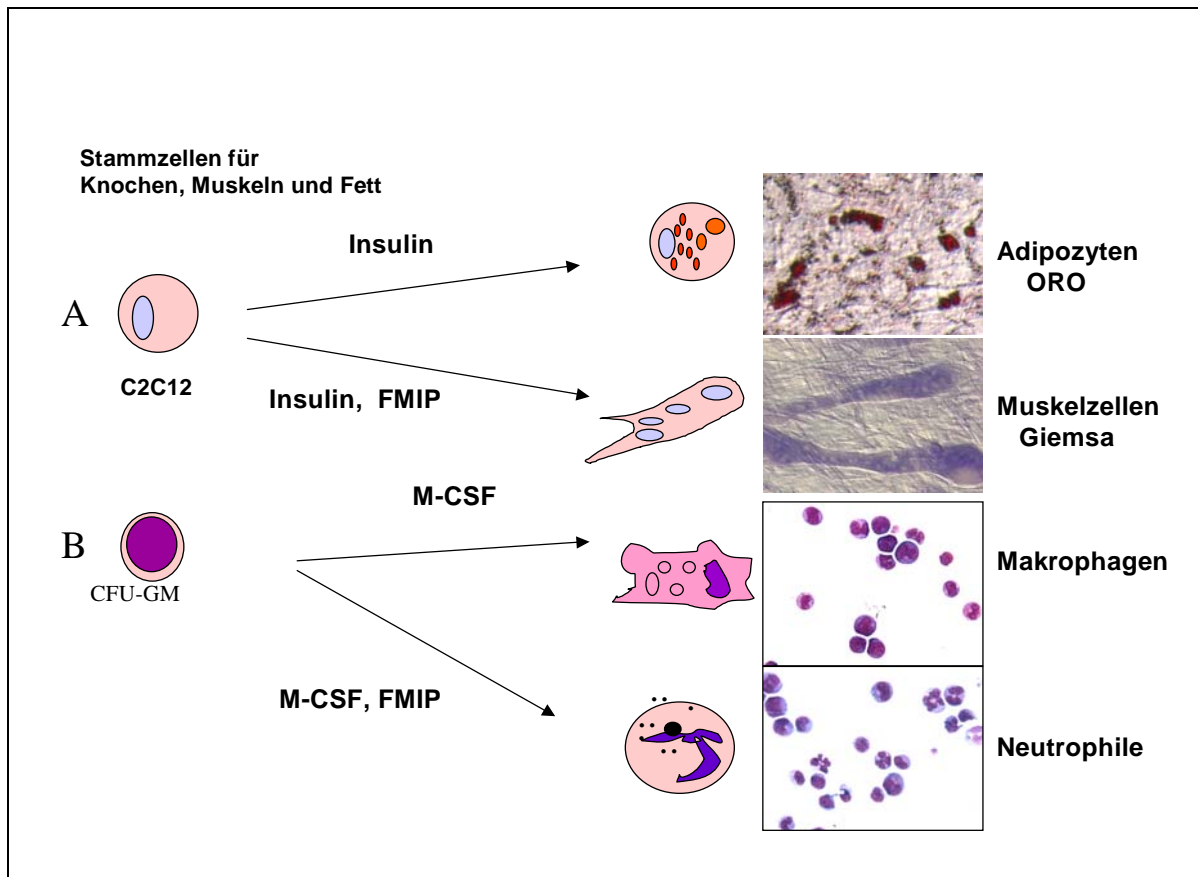 Stammzellen für
Knochen, Muskeln und Fett
Insulin
Adipozyten
ORO
A
C2C12
Insulin, FMIP
Muskelzellen
Giemsa
M-CSF
B
CFU-GM
Makrophagen
M-CSF, FMIP
Neutrophile